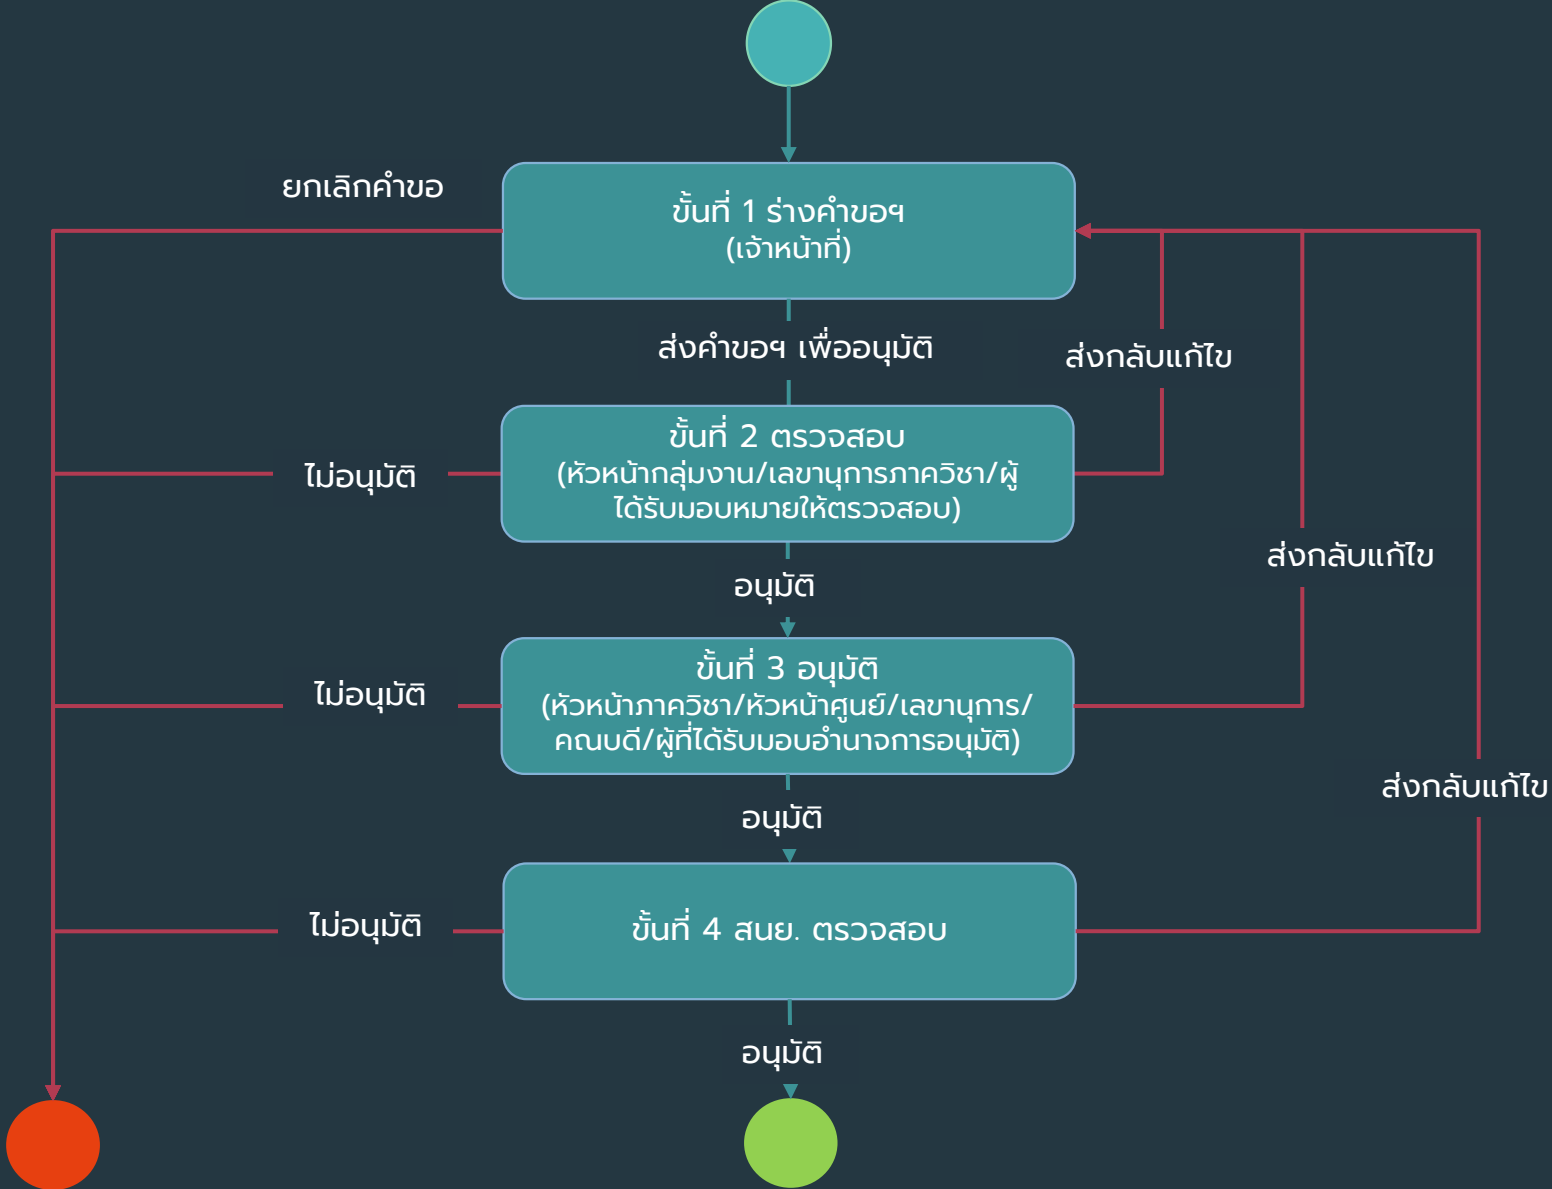 ยกเลิกคำขอ
ขั้นที่ 1 ร่างคำขอฯ
(เจ้าหน้าที่)
ส่งคำขอฯ เพื่ออนุมัติ
ส่งกลับแก้ไข
ขั้นที่ 2 ตรวจสอบ
(หัวหน้ากลุ่มงาน/เลขานุการภาควิชา/ผู้
ได้รับมอบหมายให้ตรวจสอบ)
ไม่อนุมัติ
ส่งกลับแก้ไข
อนุมัติ
ขั้นที่ 3 อนุมัติ
(หัวหน้าภาควิชา/หัวหน้าศูนย์/เลขานุการ/
คณบดี/ผู้ที่ได้รับมอบอำนาจการอนุมัติ)
ไม่อนุมัติ
ส่งกลับแก้ไข
อนุมัติ
ไม่อนุมัติ
ขั้นที่ 4 สนย. ตรวจสอบ
อนุมัติ